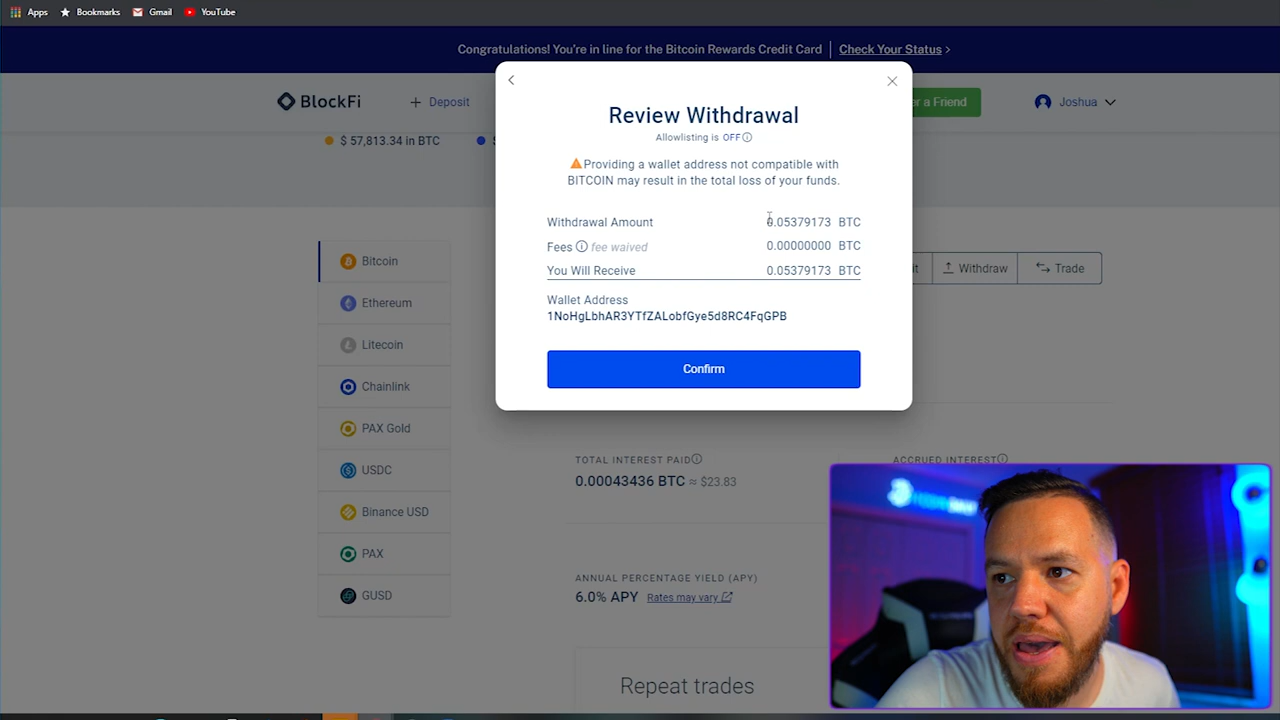 Apps Bookmarks Gmail YouTube
Congratulations! You're in line for the Bitcoin Rewards Credit Card | Check Your Status >
BlockFi + Deposit
er a Friend
Joshua
$ 57,813.34 in BTC
Review Withdrawal
Allowlisting is OFF
Providing a wallet address not compatible with
BITCOIN may result in the total loss of your funds.
Withdrawal Amount 0.05379173 BTC
Fees fee waived 0.00000000 BTC
You Will Receive 0.05379173 BTC
Wallet Address
1NoHgLbhAR3YTfZALobfGye5d8RC4FqGPB
Confirm
Bitcoin
Ethereum
Litecoin
Chainlink
PAX Gold
USDC
Binance USD
PAX
GUSD
it Withdraw Trade
TOTAL INTEREST PAID
0.00043436 BTC ≈ $23.83
ACCRUED INTEREST
ANNUAL PERCENTAGE YIELD (APY)
6.0% APY Rates may vary
Repeat trades